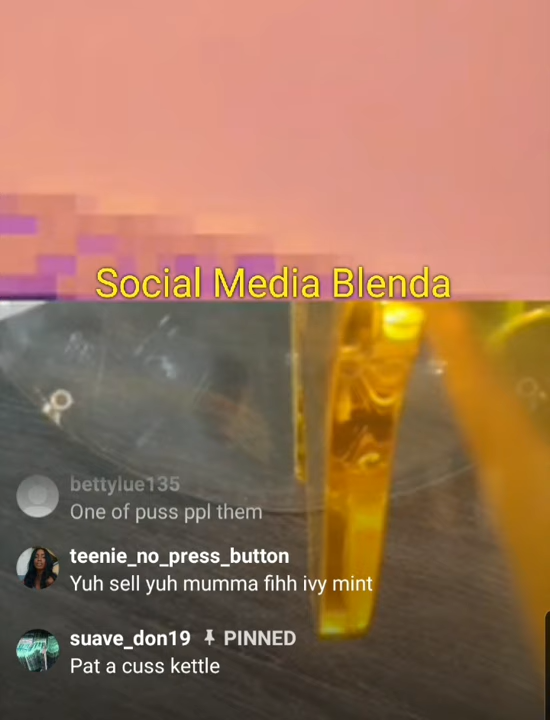 Social Media Blenda
bettylue135
One of puss ppl them
teenie_no_press_button
Yuh sell yuh mumma fihh ivy mint
suave_don19 PINNED
Pat a cuss kettle